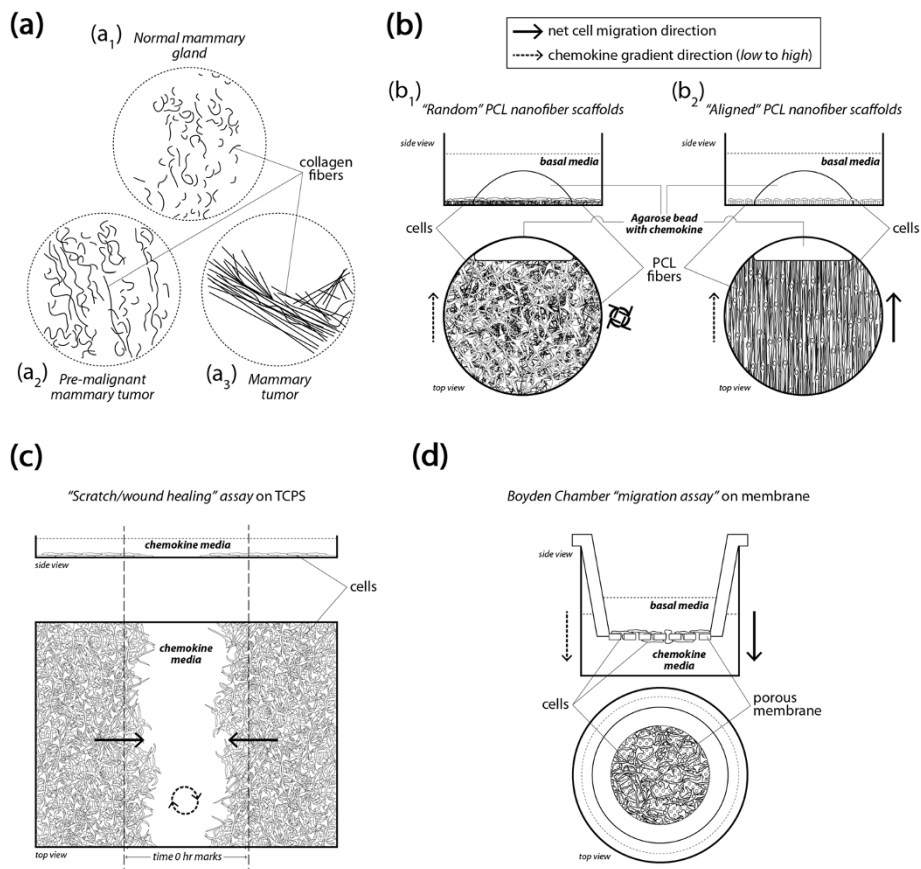 (a)
(a1)
Normal mammary
gland
collagen
fibers
(a2)
Pre-malignant
mammary tumor
(a3)
Mammary
tumor
(b)
net cell migration direction
chemokine gradient direction (low to high)
(b1)
"Random" PCL nanofiber scaffolds
side view
basal media
(b2)
"Aligned" PCL nanofiber scaffolds
side view
basal media
cells
Agarose bead
with chemokine
cells
PCL
fibers
top view
top view
(c)
"Scratch/wound healing" assay on TCPS
chemokine media
side view
cells
chemokine
media
top view
time 0 hr marks
(d)
Boyden Chamber "migration assay" on membrane
side view
basal media
chemokine
media
cells
porous
membrane
top view